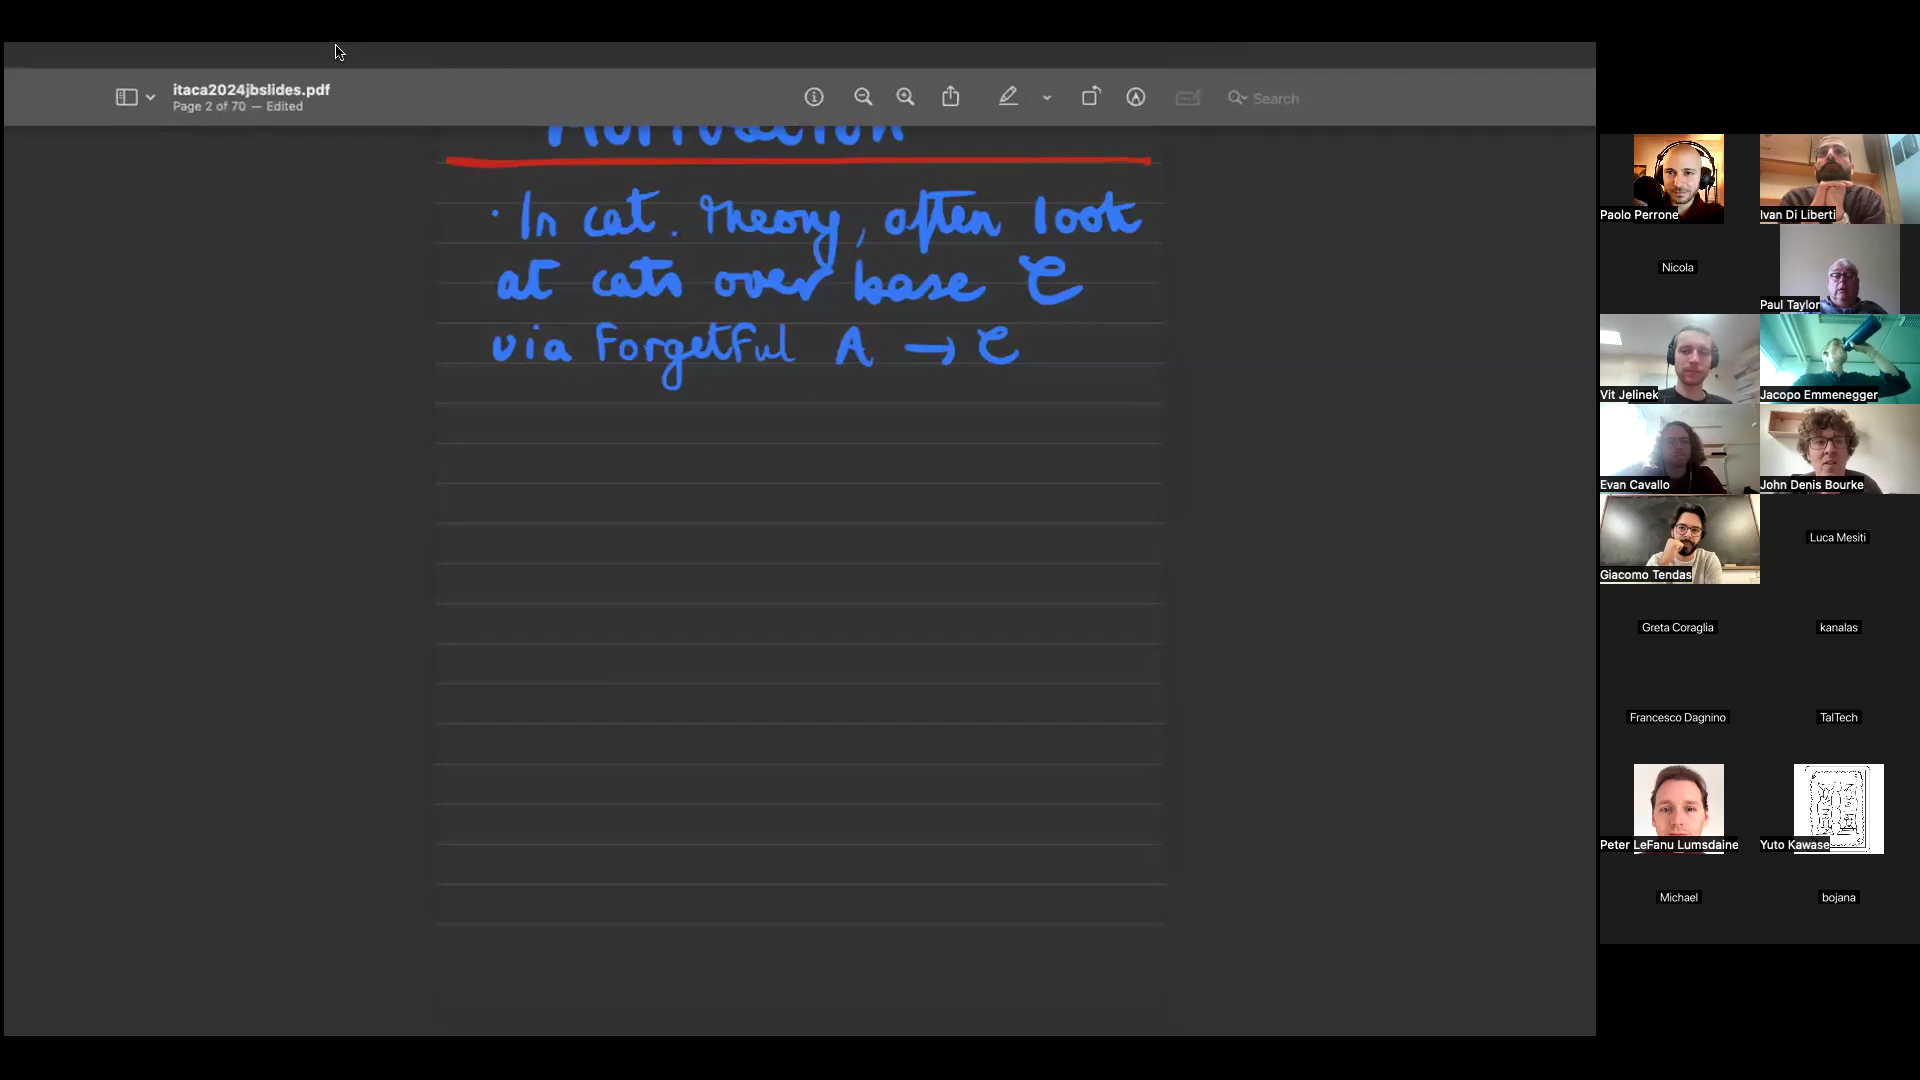 itaca2024jbslides.pdf
Page 2 of 70 — Edited
Search
Motivation
· In cat. theory, often look
at cats over base C
via forgetful A → C
Paolo Perrone
Ivan Di Liberti
Nicola
Paul Taylor
Vit Jelinek
Jacopo Emmenegger
Evan Cavallo
John Denis Bourke
Giacomo Tendas
Luca Mesiti
Greta Coraglia
kanalas
Francesco Dagnino
TalTech
Peter LeFanu Lumsdaine
Yuto Kawase
Michael
bojana